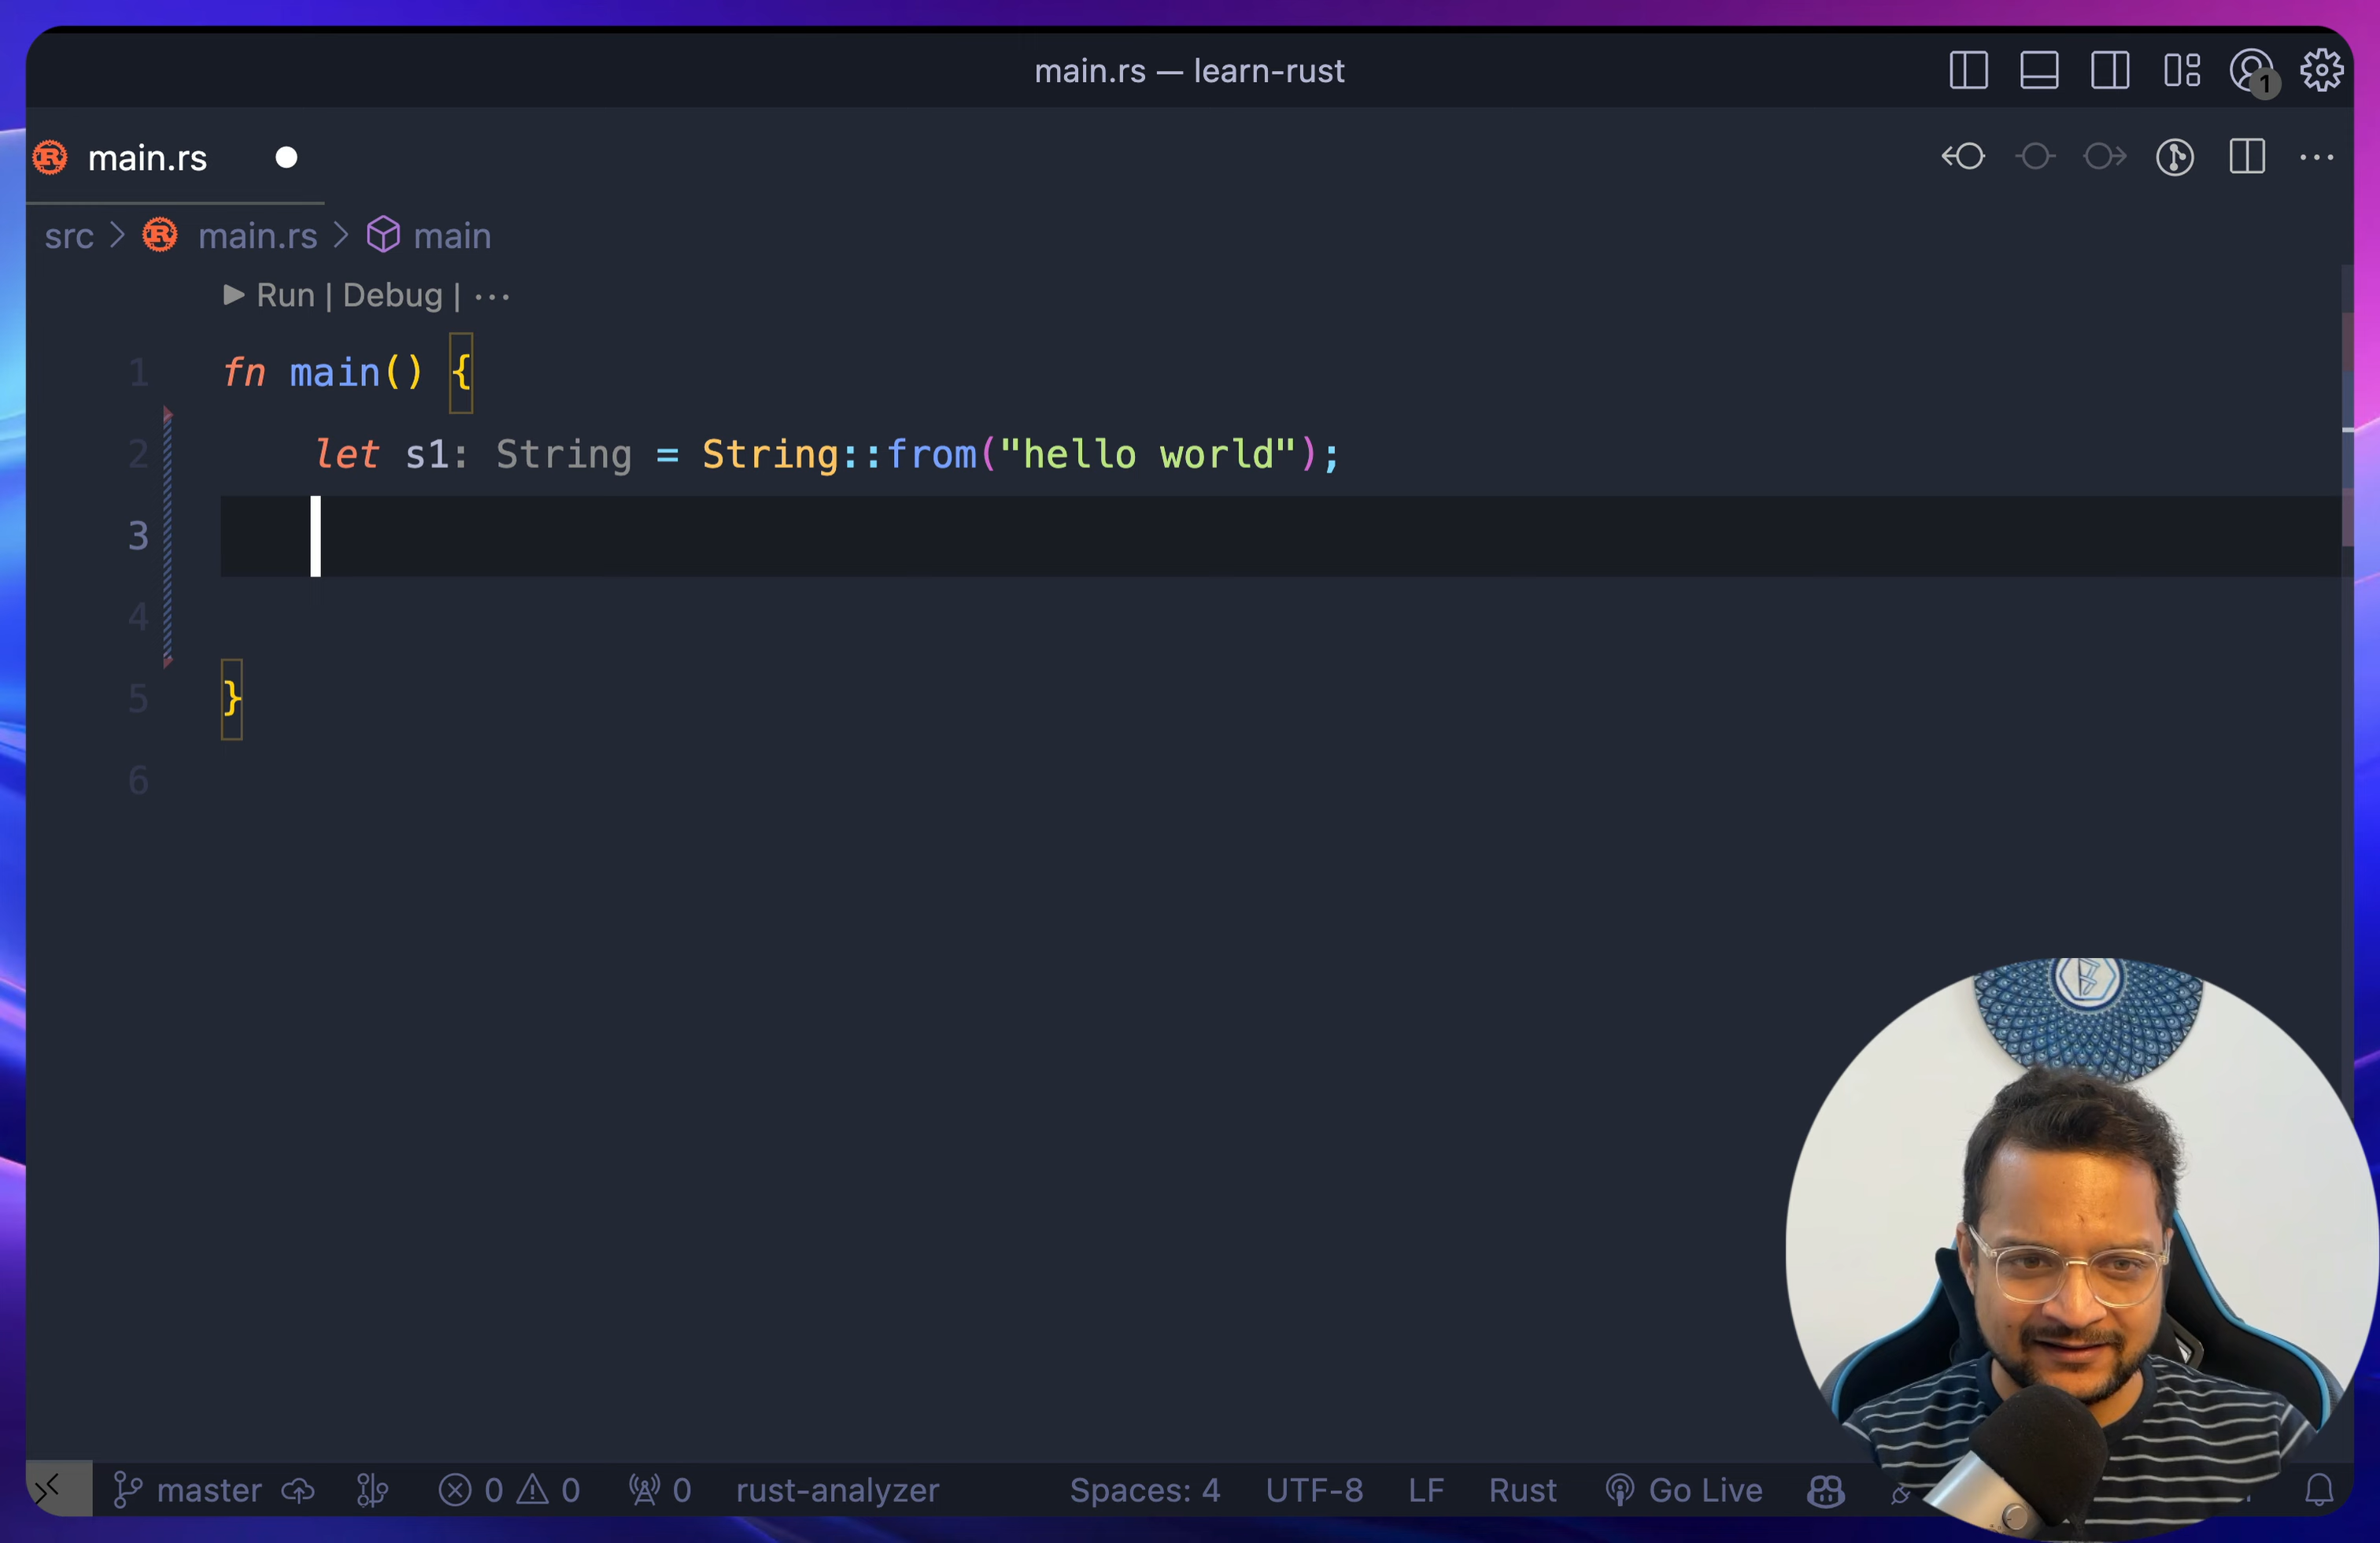 main.rs — learn-rust
1
main.rs
src > main.rs > main
Run | Debug | ...
1 fn main() {
2 let s1: String = String::from("hello world");
3
4
5 }
6
master 0 0 0 rust-analyzer Spaces: 4 UTF-8 LF Rust Go Live